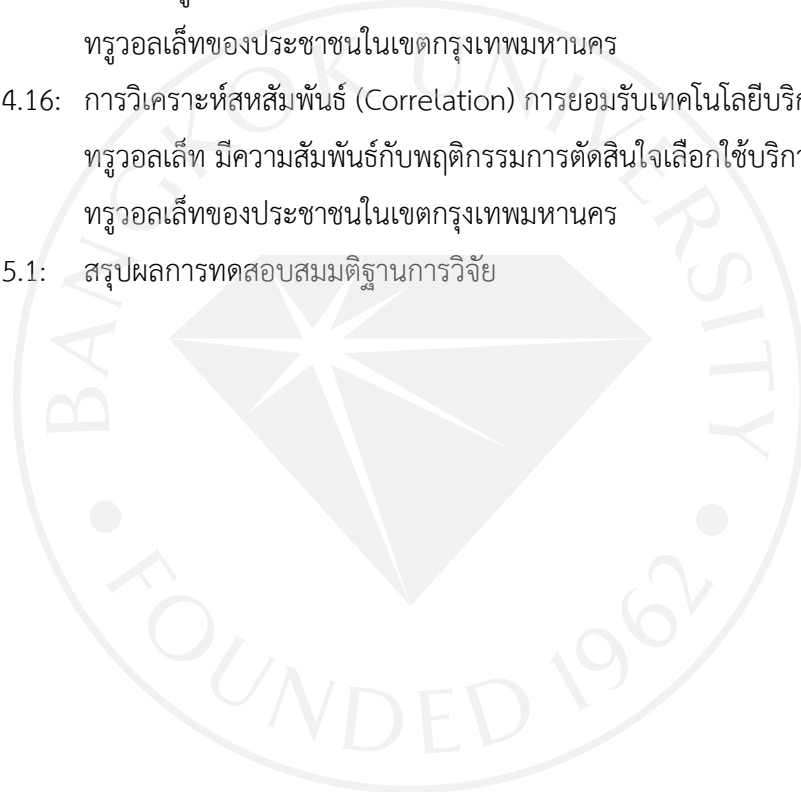 ทรูวอลเล็ทของประชาชนในเขตกรุงเทพมหานคร
4.16: การวิเคราะห์สหสัมพันธ์ (Correlation) การยอมรับเทคโนโลยีบริก
ทรูวอลเล็ท มีความสัมพันธ์กับพฤติกรรมการตัดสินใจเลือกใช้บริกา
ทรูวอลเล็ทของประชาชนในเขตกรุงเทพมหานคร
5.1: สรุปผลการทดสอบสมมติฐานการวิจัย
BANGKOK UNIVERSITY
FOUNDED 1962